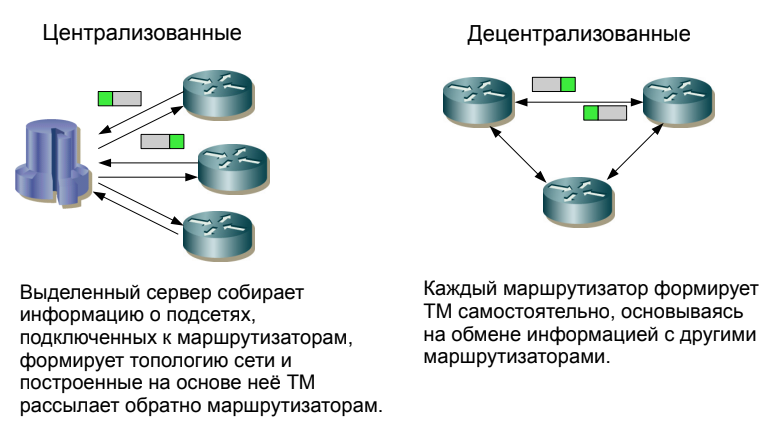 Централизованные
Децентрализованные
Выделенный сервер собирает
информацию о подсетях,
подключенных к маршрутизаторам,
формирует топологию сети и
построенные на основе неё ТМ
рассылает обратно маршрутизаторам.
Каждый маршрутизатор формирует
ТМ самостоятельно, основываясь
на обмене информацией с другими
маршрутизаторами.